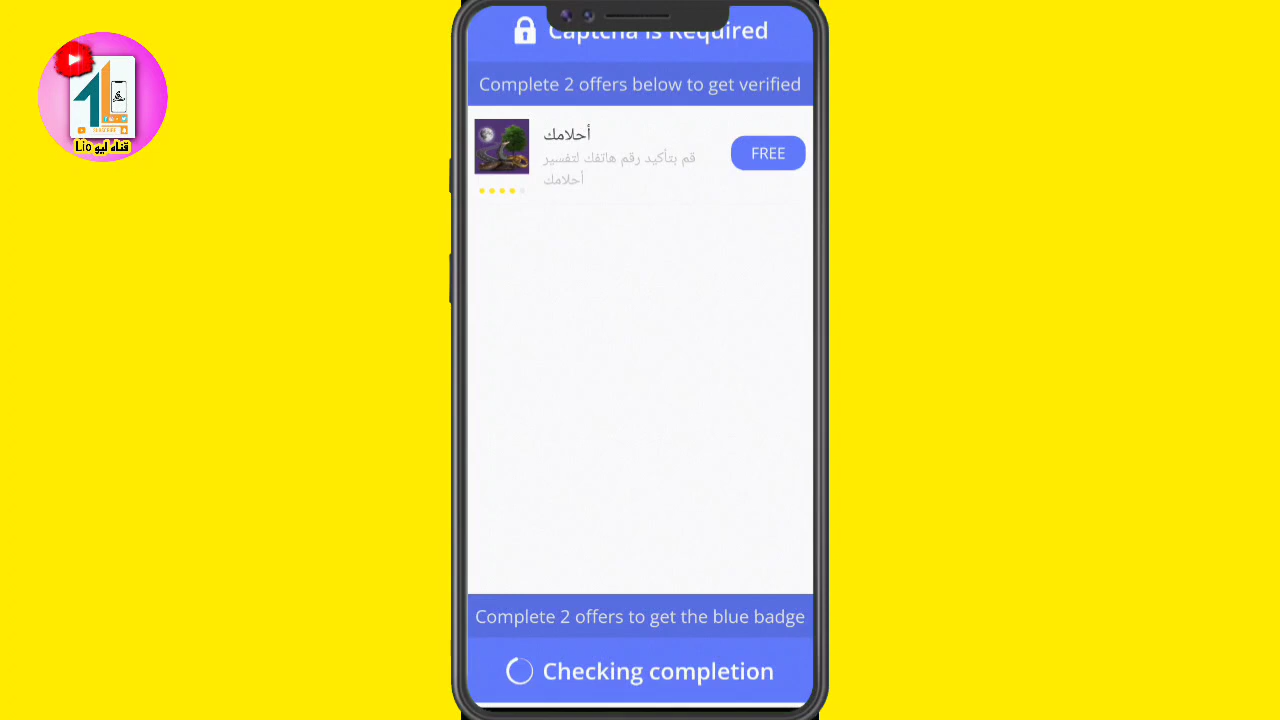 Captcha is Required
Complete 2 offers below to get verified
أحلامك
قم بتأكيد رقم هاتفك لتفسير
أحلامك
FREE
Complete 2 offers to get the blue badge
Checking completion
قناه ليو Lio